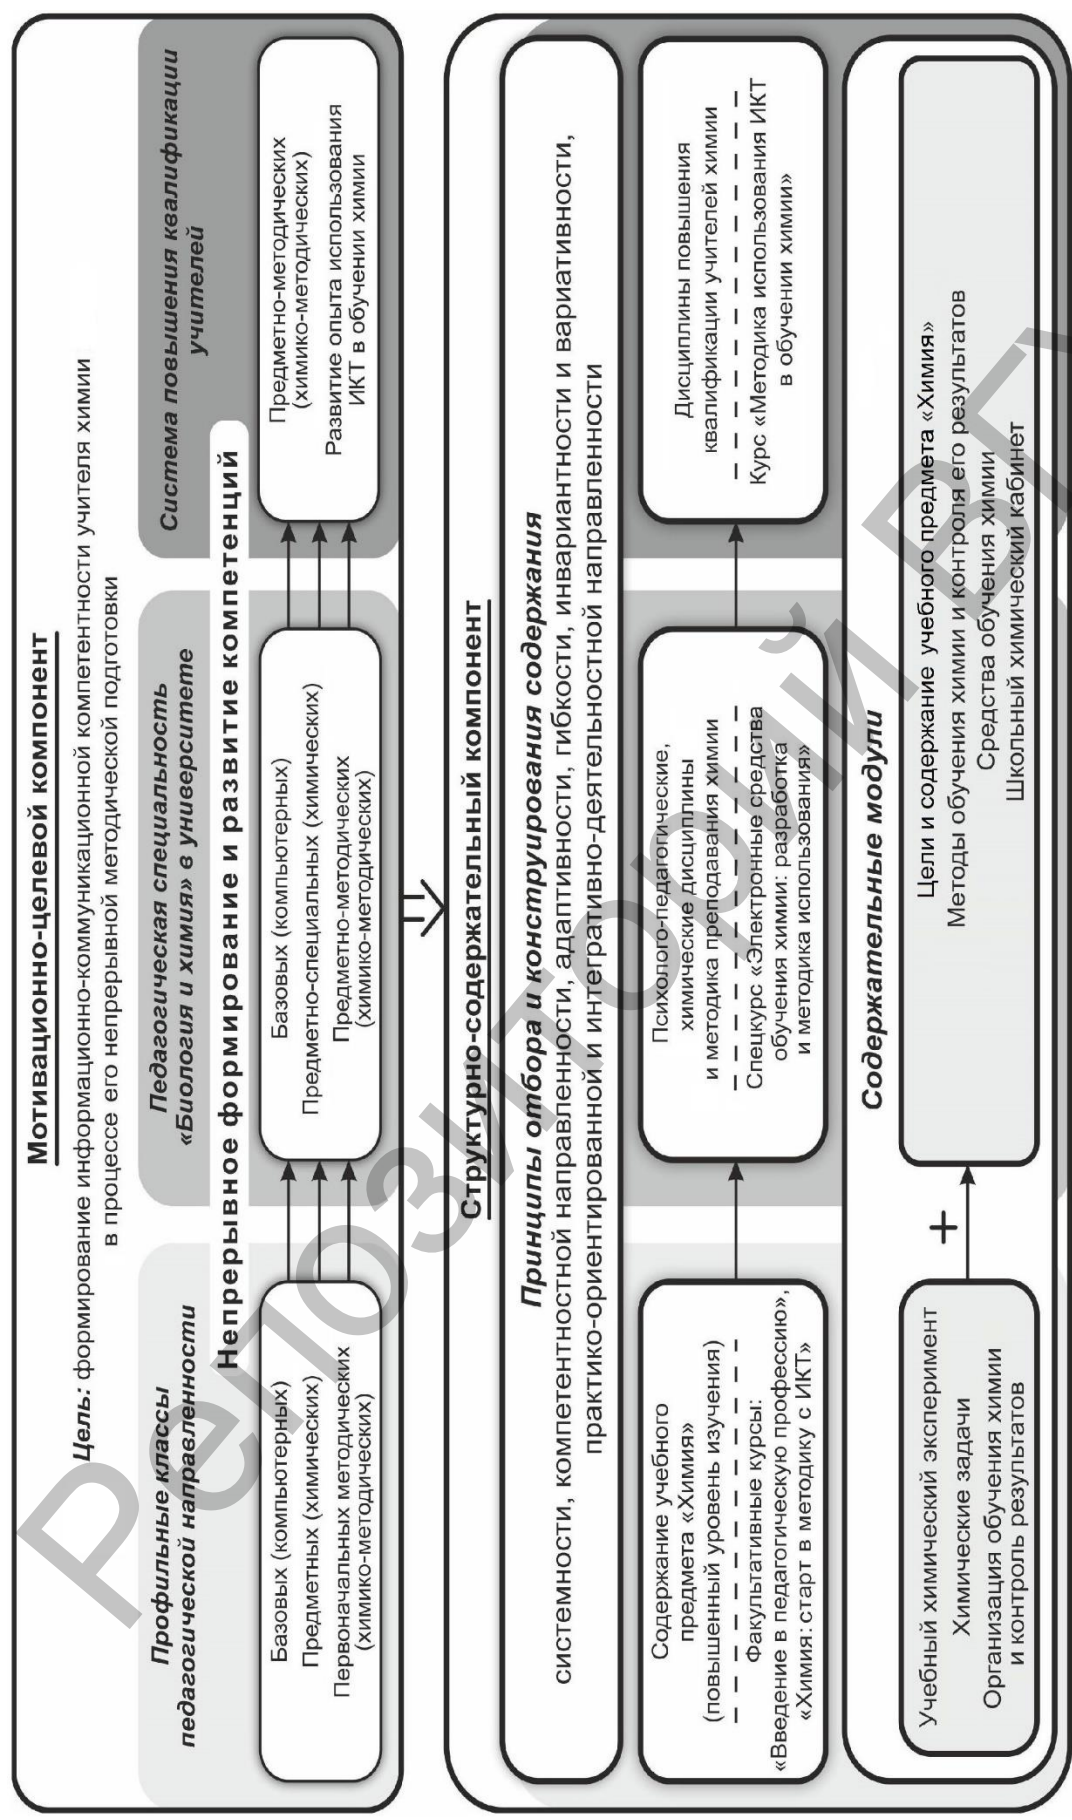 Мотивационно-целевой компонент
Цель: формирование информационно-коммуникационной компетентности учителя химии
в процессе его непрерывной методической подготовки
Профильные классы
педагогической направленности
Педагогическая специальность
«Биология и химия» в университете
Система повышения квалификации
учителей
Непрерывное формирование и развитие компетенций
Базовых (компьютерных)
Предметных (химических)
Первоначальных методических
(химико-методических)
Базовых (компьютерных)
Предметно-специальных (химических)
Предметно-методических
(химико-методических)
Предметно-методических
(химико-методических)
Развитие опыта использования
ИКТ в обучении химии
Структурно-содержательный компонент
Принципы отбора и конструирования содержания
системности, компетентностной направленности, адаптивности, гибкости, инвариантности и вариативности,
практико-ориентированной и интегративно-деятельностной направленности
Содержание учебного
предмета «Химия»
(повышенный уровень изучения)
Факультативные курсы:
«Введение в педагогическую профессию»,
«Химия: старт в методику с ИКТ»
Психолого-педагогические,
химические дисциплины
и методика преподавания химии
Спецкурс «Электронные средства
обучения химии: разработка
и методика использования»
Дисциплины повышения
квалификации учителей химии
Курс «Методика использования ИКТ
в обучении химии»
Содержательные модули
Учебный химический эксперимент
Химические задачи
Организация обучения химии
и контроль результатов
+
Цели и содержание учебного предмета «Химия»
Методы обучения химии и контроля его результатов
Средства обучения химии
Школьный химический кабинет
Репозиторий ВГУ